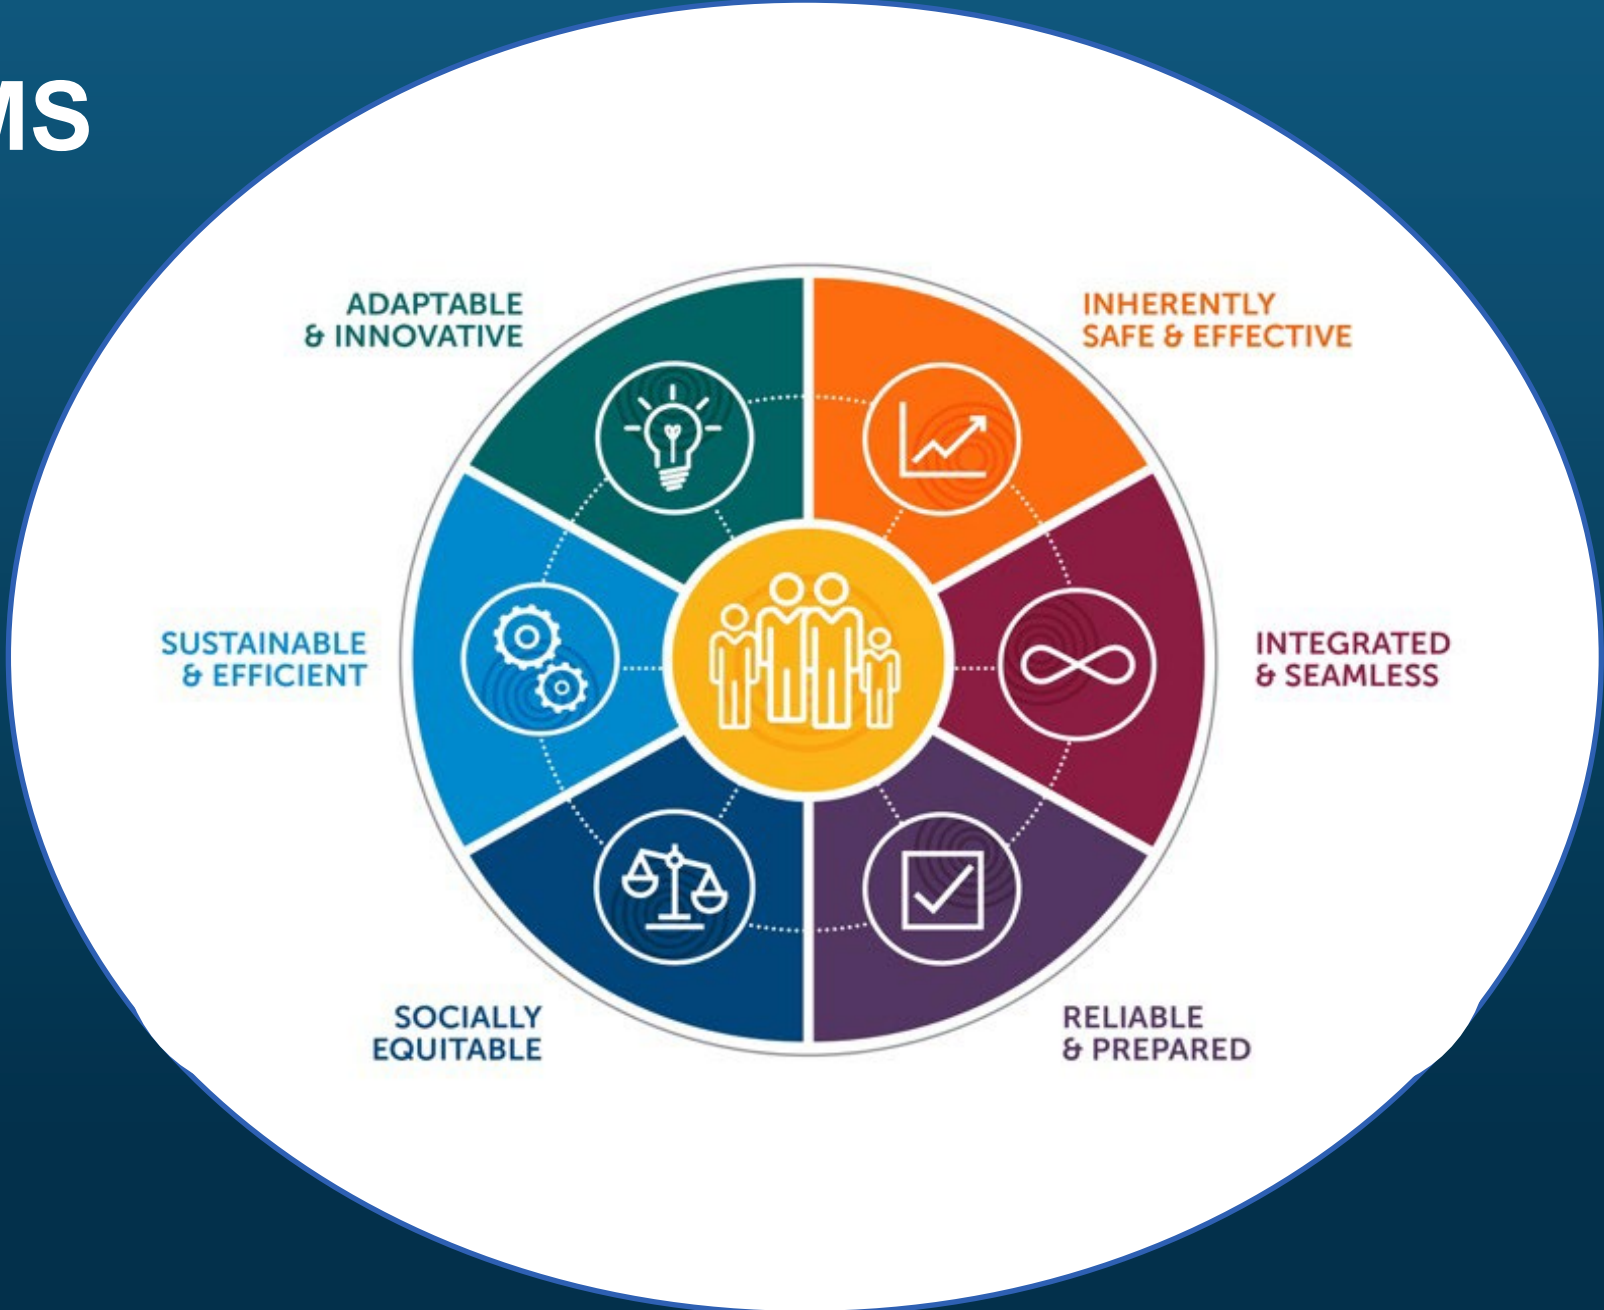 MS
ADAPTABLE
& INNOVATIVE
INHERENTLY
SAFE & EFFECTIVE
SUSTAINABLE
& EFFICIENT
INTEGRATED
& SEAMLESS
SOCIALLY
EQUITABLE
RELIABLE
& PREPARED